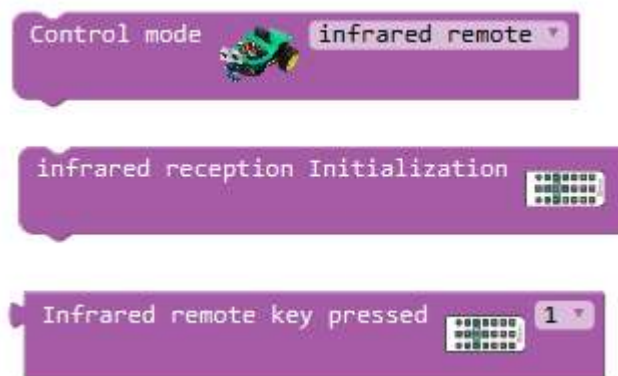 Control mode infrared remote
infrared reception Initialization
Infrared remote key pressed 1